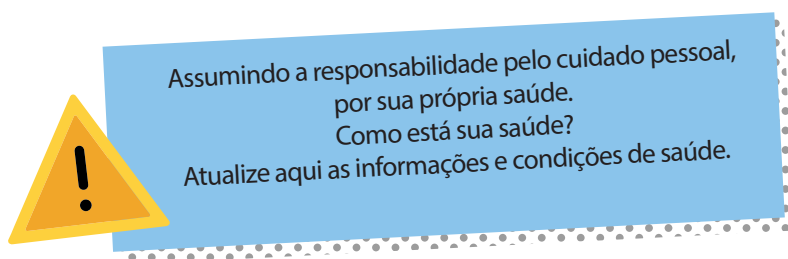 Assumindo a responsabilidade pelo cuidado pessoal,
por sua própria saúde.
Como está sua saúde?
Atualize aqui as informações e condições de saúde.